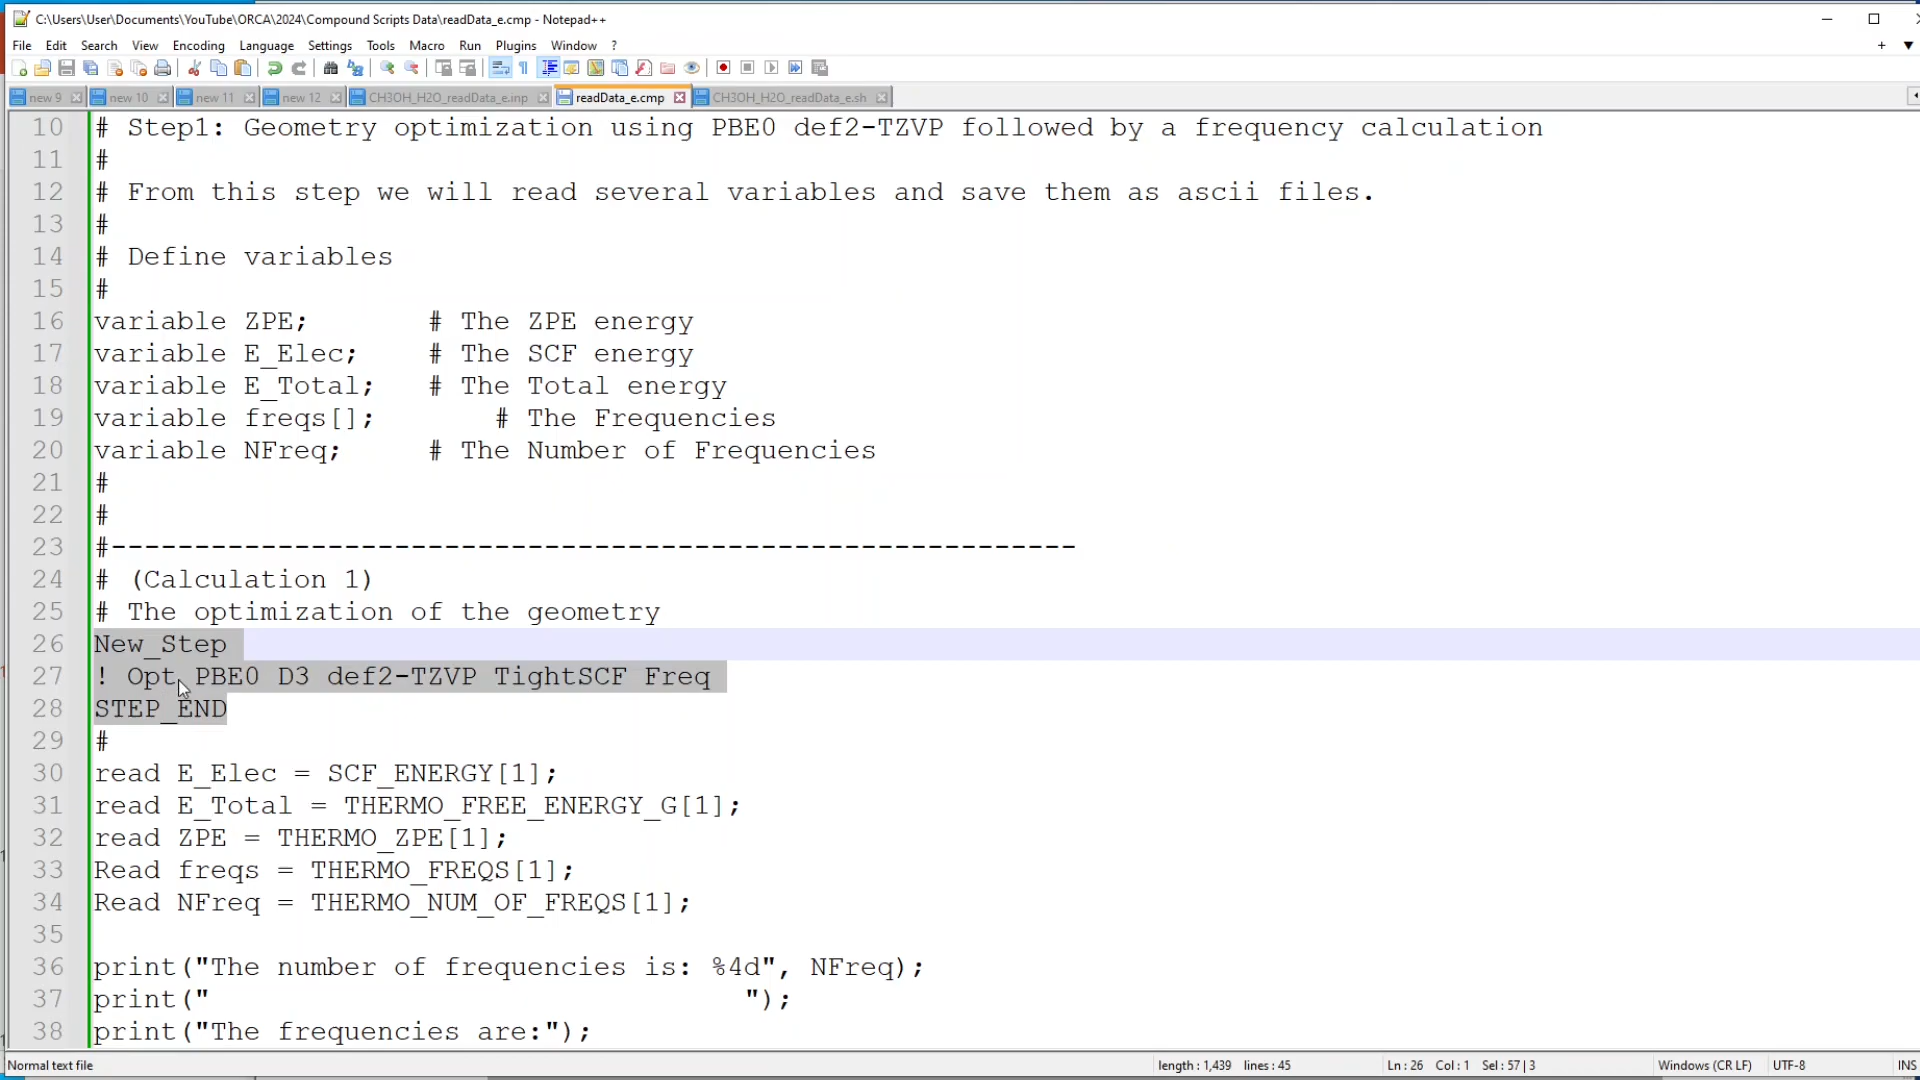 C:\Users\User\Documents\YouTube\ORCA\2024\Compound Scripts Data\readData_e.cmp - Notepad++
File Edit Search View Encoding Language Settings Tools Macro Run Plugins Window ?
new 9 new 10 new 11 new 12 CH3OH_H2O_readData_e.inp readData_e.cmp CH3OH_H2O_readData_e.sh
10 # Step1: Geometry optimization using PBE0 def2-TZVP followed by a frequency calculation
11 #
12 # From this step we will read several variables and save them as ascii files.
13 #
14 # Define variables
15 #
16 variable ZPE; # The ZPE energy
17 variable E_Elec; # The SCF energy
18 variable E_Total; # The Total energy
19 variable freqs[]; # The Frequencies
20 variable NFreq; # The Number of Frequencies
21 #
22 #
23 #----------------------------------------------------------
24 # (Calculation 1)
25 # The optimization of the geometry
26 New_Step
27 ! Opt PBE0 D3 def2-TZVP TightSCF Freq
28 STEP_END
29 #
30 read E_Elec = SCF_ENERGY[1];
31 read E_Total = THERMO_FREE_ENERGY_G[1];
32 read ZPE = THERMO_ZPE[1];
33 Read freqs = THERMO_FREQS[1];
34 Read NFreq = THERMO_NUM_OF_FREQS[1];
35
36 print("The number of frequencies is: %4d", NFreq);
37 print("                                ");
38 print("The frequencies are:");
Normal text file length : 1,439 lines : 45 Ln : 26 Col : 1 Sel : 57 | 3 Windows (CR LF) UTF-8 INS